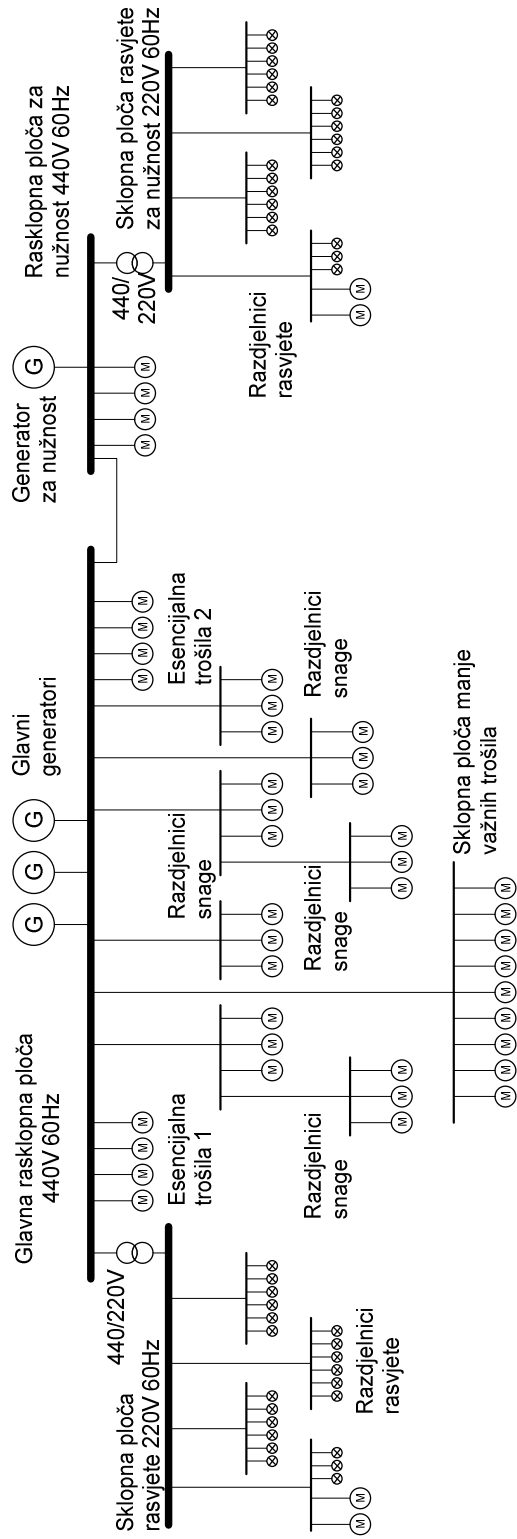 Glavna rasklopna ploča
440V 60Hz
Glavni
generatori
G
G
G
Generator
za nužnost
G
Rasklopna ploča za
nužnost 440V 60Hz
440/220V
Sklopna ploča
rasvjete 220V 60Hz
M
M
M
M
Esencijalna
trošila 1
M
M
M
M
Esencijalna
trošila 2
M
M
M
M
440/
220V
Sklopna ploča rasvjete
za nužnost 220V 60Hz
M
M
M
M
M
M
Razdjelnici
snage
M
M
M
M
M
M
M
M
M
Razdjelnici
snage
M
M
M
Razdjelnici
snage
M
M
M
Razdjelnici
snage
M
M
M
M
M
Razdjelnici
rasvjete
M
M
Razdjelnici
rasvjete
Sklopna ploča manje
važnih trošila
M
M
M
M
M
M
M
M
M